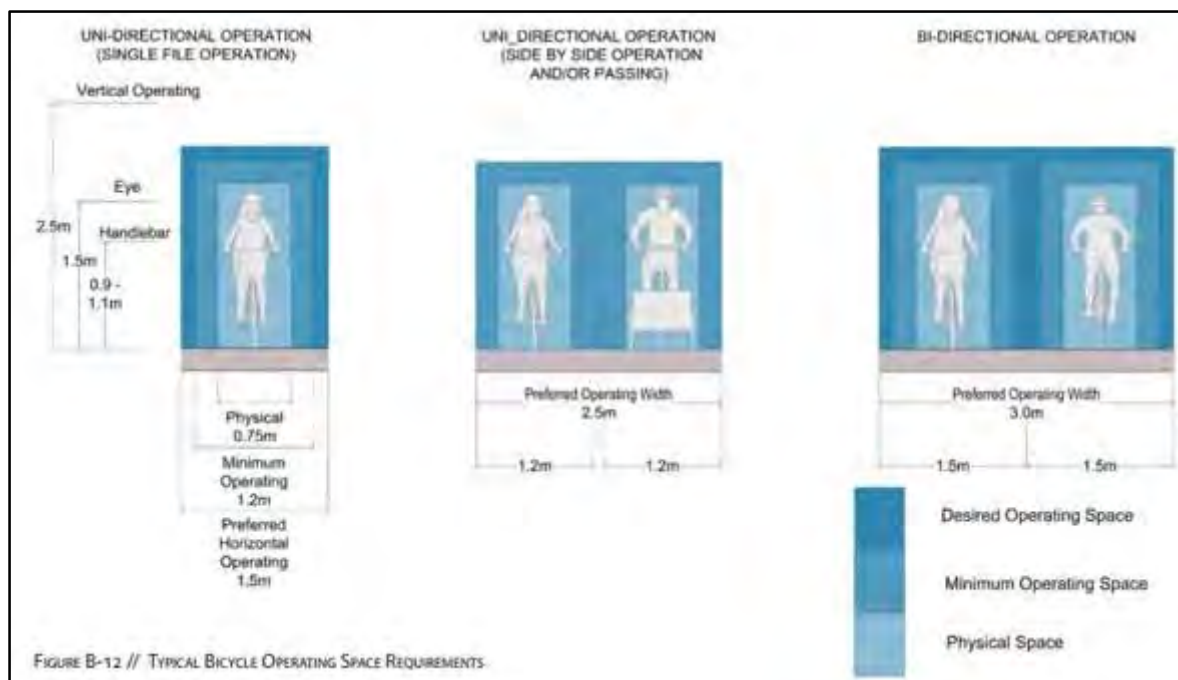 UNI-DIRECTIONAL OPERATION
(SINGLE FILE OPERATION)
Vertical Operating
Eye
Handlebar
2.5m
1.5m
0.9 -
1.1m
Physical
0.75m
Minimum
Operating
1.2m
Preferred
Horizontal
Operating
1.5m
UNI_DIRECTIONAL OPERATION
(SIDE BY SIDE OPERATION
AND/OR PASSING)
Preferred Operating Width
2.5m
1.2m
1.2m
BI-DIRECTIONAL OPERATION
Preferred Operating Width
3.0m
1.5m
1.5m
Desired Operating Space
Minimum Operating Space
Physical Space
FIGURE B-12 // TYPICAL BICYCLE OPERATING SPACE REQUIREMENTS